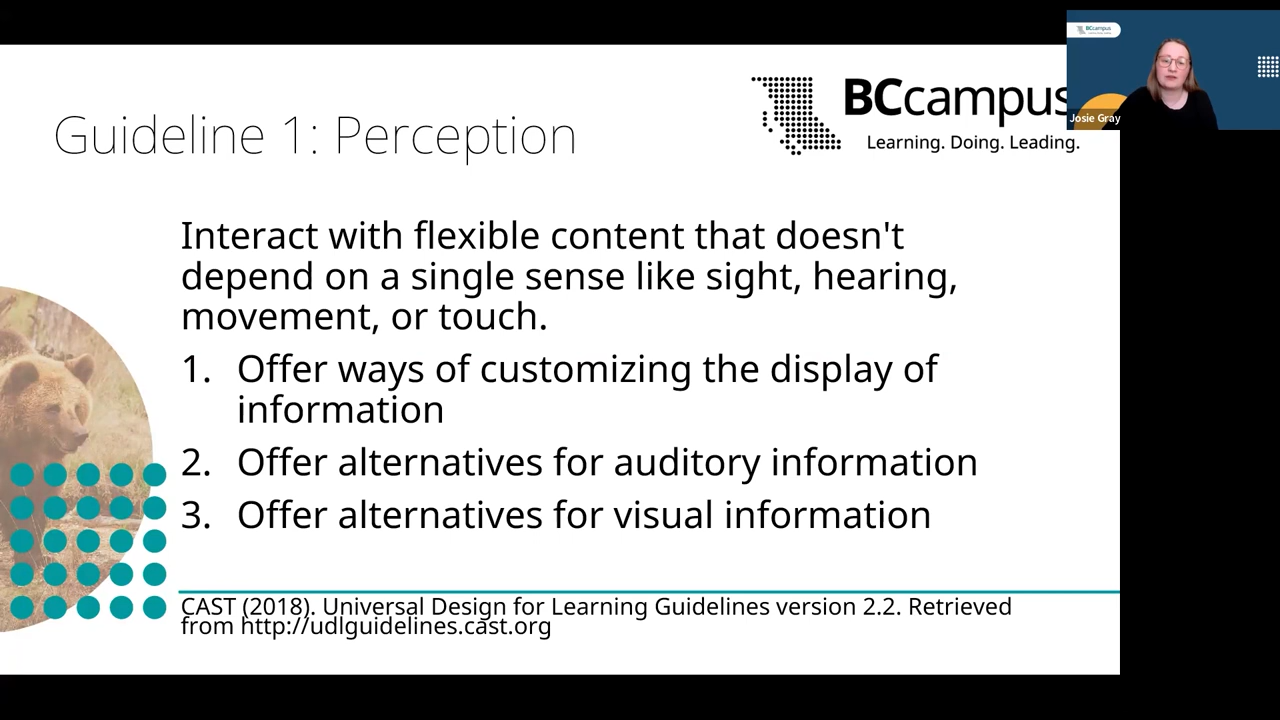 Guideline 1: Perception
BCcampus
Learning. Doing. Leading.
BCcampus
Josie Gray
Interact with flexible content that doesn't
depend on a single sense like sight, hearing,
movement, or touch.
1. Offer ways of customizing the display of
information
2. Offer alternatives for auditory information
3. Offer alternatives for visual information
CAST (2018). Universal Design for Learning Guidelines version 2.2. Retrieved
from http://udlguidelines.cast.org